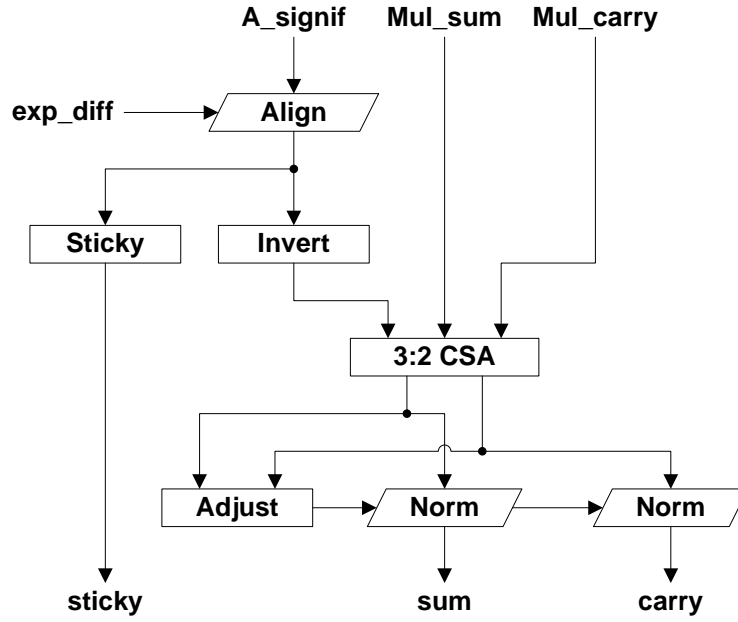 A_signif Mul_sum Mul_carry
exp_diff Align
Sticky Invert
3:2 CSA
Adjust Norm Norm
sticky sum carry